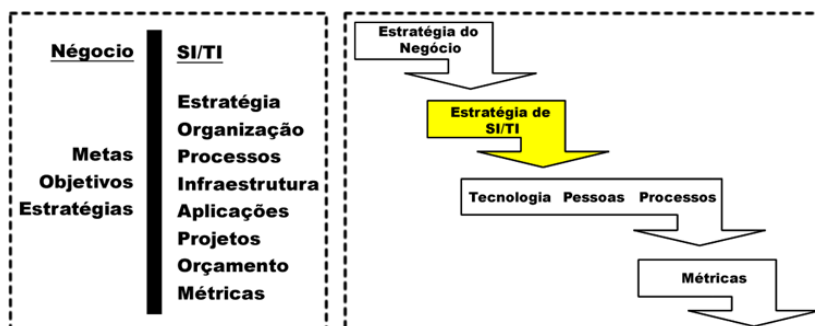 Négocio
SI/TI
Metas
Objetivos
Estratégias
Estratégia
Organização
Processos
Infraestrutura
Aplicações
Projetos
Orçamento
Métricas
Estratégia do
Negócio
Estratégia de
SI/TI
Tecnologia Pessoas Processos
Métricas